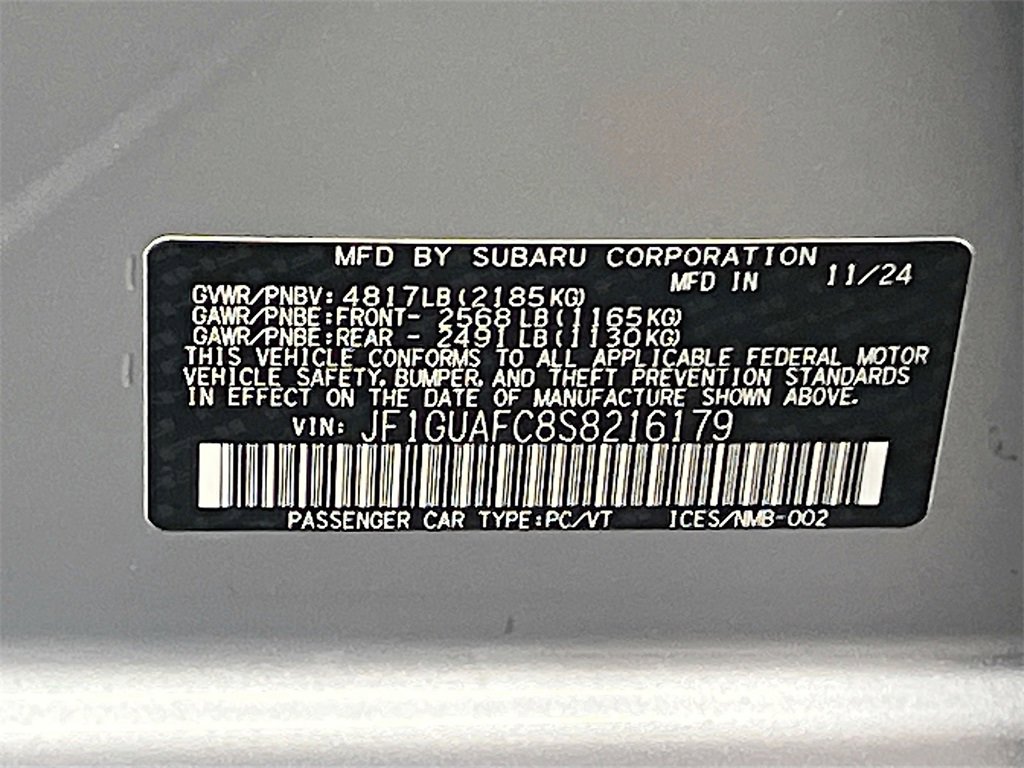 MFD BY SUBARU CORPORATION
MFD IN 11/24
GVWR/PNBV: 4817LB(2185KG)
GAWR/PNBE:FRONT- 2568LB(1165KG)
GAWR/PNBE:REAR - 2491LB(1130KG)
THIS VEHICLE CONFORMS TO ALL APPLICABLE FEDERAL MOTOR
VEHICLE SAFETY, BUMPER, AND THEFT PREVENTION STANDARDS
IN EFFECT ON THE DATE OF MANUFACTURE SHOWN ABOVE.
VIN: JF1GUAFC8S8216179
PASSENGER CAR TYPE:PC/VT ICES/NMB-002